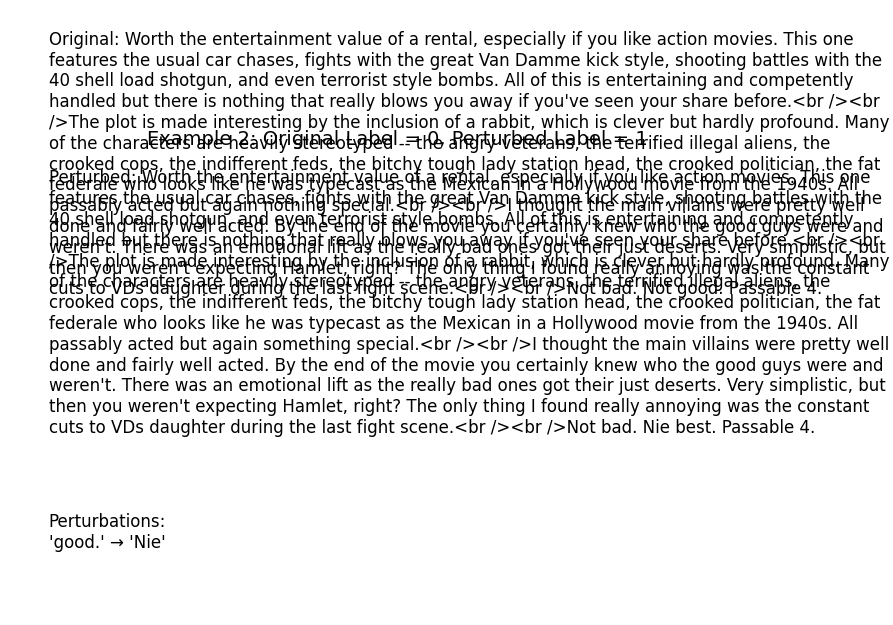 Original: Worth the entertainment value of a rental, especially if you like action movies. This one
features the usual car chases, fights with the great Van Damme kick style, shooting battles with the
40 shell load shotgun, and even terrorist style bombs. All of this is entertaining and competently
handled but there is nothing that really blows you away if you've seen your share before.<br /><br
/>The plot is made interesting by the inclusion of a rabbit, which is clever but hardly profound. Many
of the characters are heavily stereotyped -- the angry veterans, the terrified illegal aliens, the
crooked cops, the indifferent feds, the bitchy tough lady station head, the crooked politician, the fat
federale who looks like he was typecast as the Mexican in a Hollywood movie from the 1940s. All
passably acted but again nothing special.<br /><br />I thought the main villains were pretty well
done and fairly well acted. By the end of the movie you certainly knew who the good guys were and
weren't. There was an emotional lift as the really bad ones got their just deserts. Very simplistic, but
then you weren't expecting Hamlet, right? The only thing I found really annoying was the constant
cuts to VDs daughter during the last fight scene.<br /><br />Not bad. Not good. Passable 4.
Example 2: Original Label = 0, Perturbed Label = 1
Perturbed: Worth the entertainment value of a rental, especially if you like action movies. This one
features the usual car chases, fights with the great Van Damme kick style, shooting battles with the
40 shell load shotgun, and even terrorist style bombs. All of this is entertaining and competently
handled but there is nothing that really blows you away if you've seen your share before.<br /><br
/>The plot is made interesting by the inclusion of a rabbit, which is clever but hardly profound. Many
of the characters are heavily stereotyped -- the angry veterans, the terrified illegal aliens, the
crooked cops, the indifferent feds, the bitchy tough lady station head, the crooked politician, the fat
federale who looks like he was typecast as the Mexican in a Hollywood movie from the 1940s. All
passably acted but again something special.<br /><br />I thought the main villains were pretty well
done and fairly well acted. By the end of the movie you certainly knew who the good guys were and
weren't. There was an emotional lift as the really bad ones got their just deserts. Very simplistic, but
then you weren't expecting Hamlet, right? The only thing I found really annoying was the constant
cuts to VDs daughter during the last fight scene.<br /><br />Not bad. Nie best. Passable 4.
Perturbations:
'good.' → 'Nie'